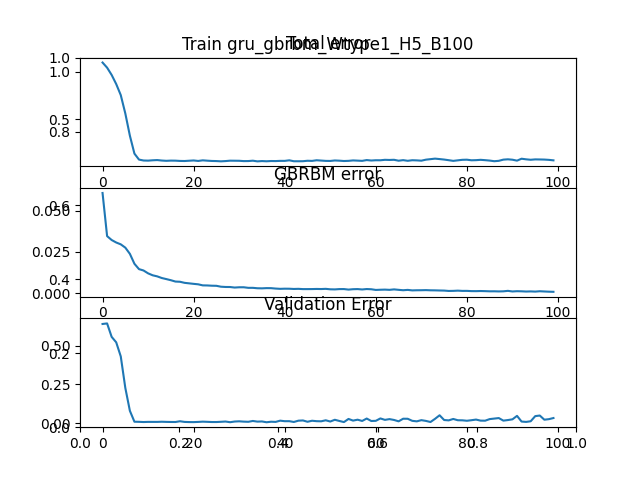 Train gru_gbrbm_Wtype1_H5_B100
Total error
1.0
1.0
0.5
0.8
0 20 40 60 80 100
GBRBM error
0.6
0.050
0.025
0.4
0.000
0 20 40 60 80 100
Validation Error
0.50
0.2
0.25
0.00
0.0
0.0 0 0.2 20 0.4 40 0.6 60 0.8 80 1.0 100